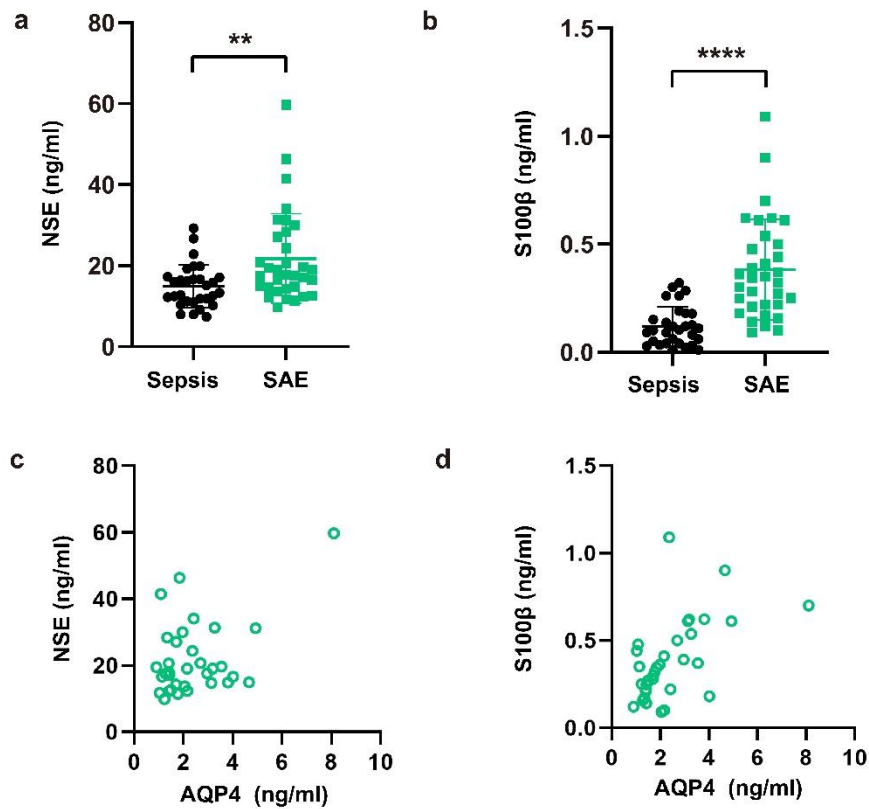 a
80
60
40
20
0
NSE (ng/ml)
**
Sepsis SAE
b
1.5
1.0
0.5
0.0
S100β (ng/ml)
****
Sepsis SAE
c
80
60
40
20
0
NSE (ng/ml)
0 2 4 6 8 10
AQP4 (ng/ml)
d
1.5
1.0
0.5
0.0
S100β (ng/ml)
0 2 4 6 8 10
AQP4 (ng/ml)